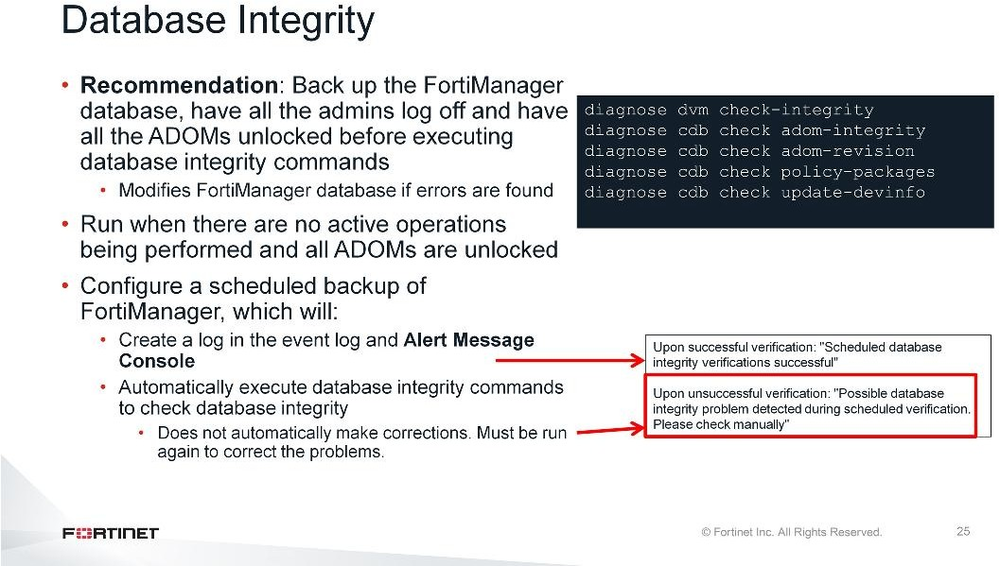 Database Integrity
• Recommendation: Back up the FortiManager
database, have all the admins log off and have
all the ADOMs unlocked before executing
database integrity commands
• Modifies FortiManager database if errors are found
• Run when there are no active operations
being performed and all ADOMs are unlocked
• Configure a scheduled backup of
FortiManager, which will:
• Create a log in the event log and Alert Message
Console
• Automatically execute database integrity commands
to check database integrity
• Does not automatically make corrections. Must be run
again to correct the problems.
diagnose dvm check-integrity
diagnose cdb check adom-integrity
diagnose cdb check adom-revision
diagnose cdb check policy-packages
diagnose cdb check update-devinfo
Upon successful verification: "Scheduled database
integrity verifications successful"
Upon unsuccessful verification: "Possible database
integrity problem detected during scheduled verification.
Please check manually"
FORTINET
© Fortinet Inc. All Rights Reserved.
25